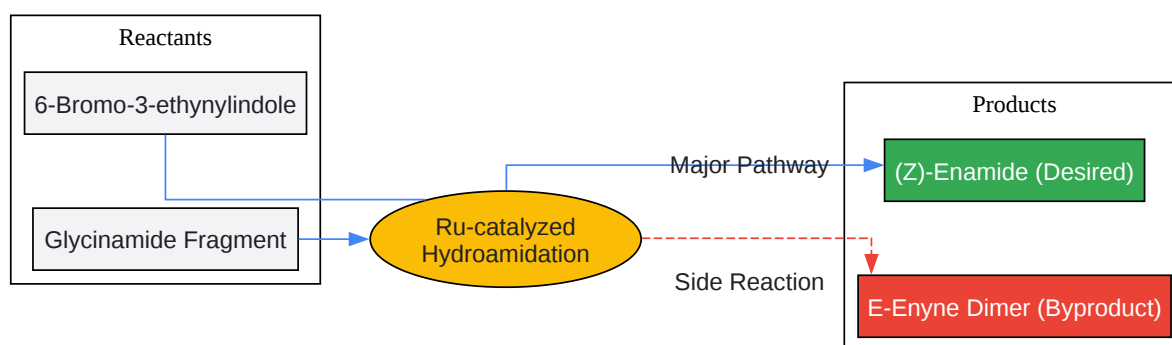 Reactants
6-Bromo-3-ethynylindole
Glycinamide Fragment
Ru-catalyzed
Hydroamidation
Major Pathway
Side Reaction
Products
(Z)-Enamide (Desired)
E-Enyne Dimer (Byproduct)